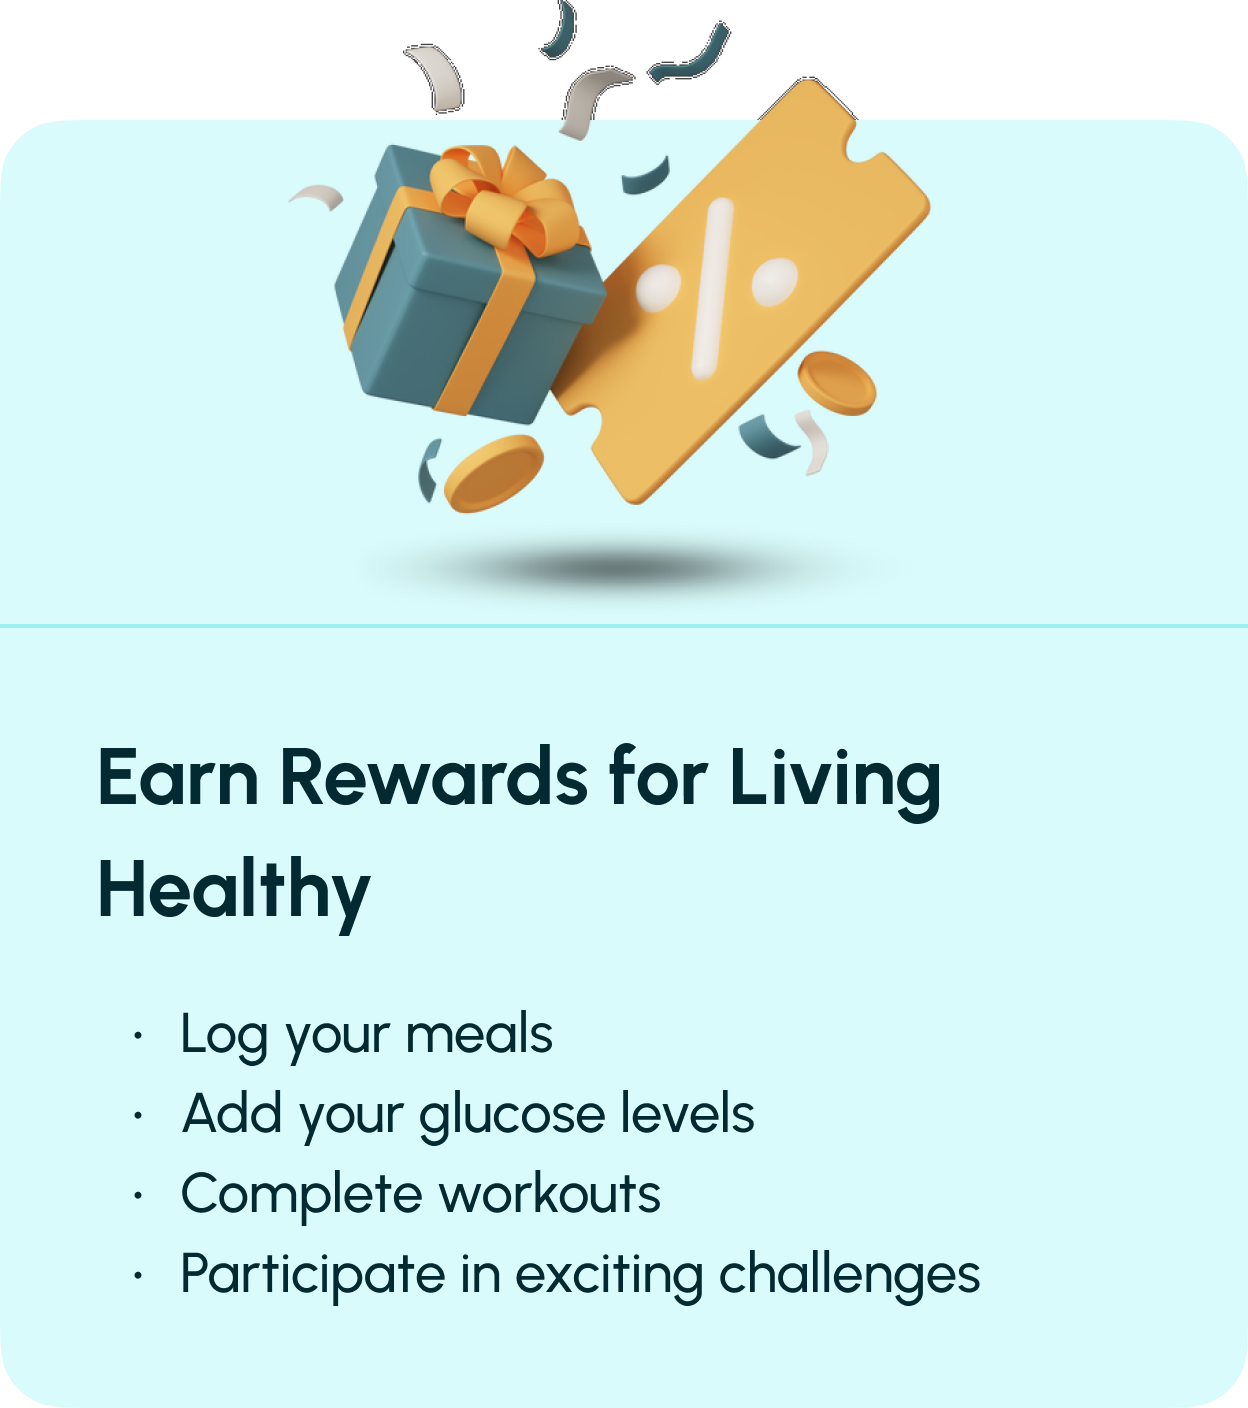 Earn Rewards for Living
Healthy
· Log your meals
· Add your glucose levels
· Complete workouts
· Participate in exciting challenges